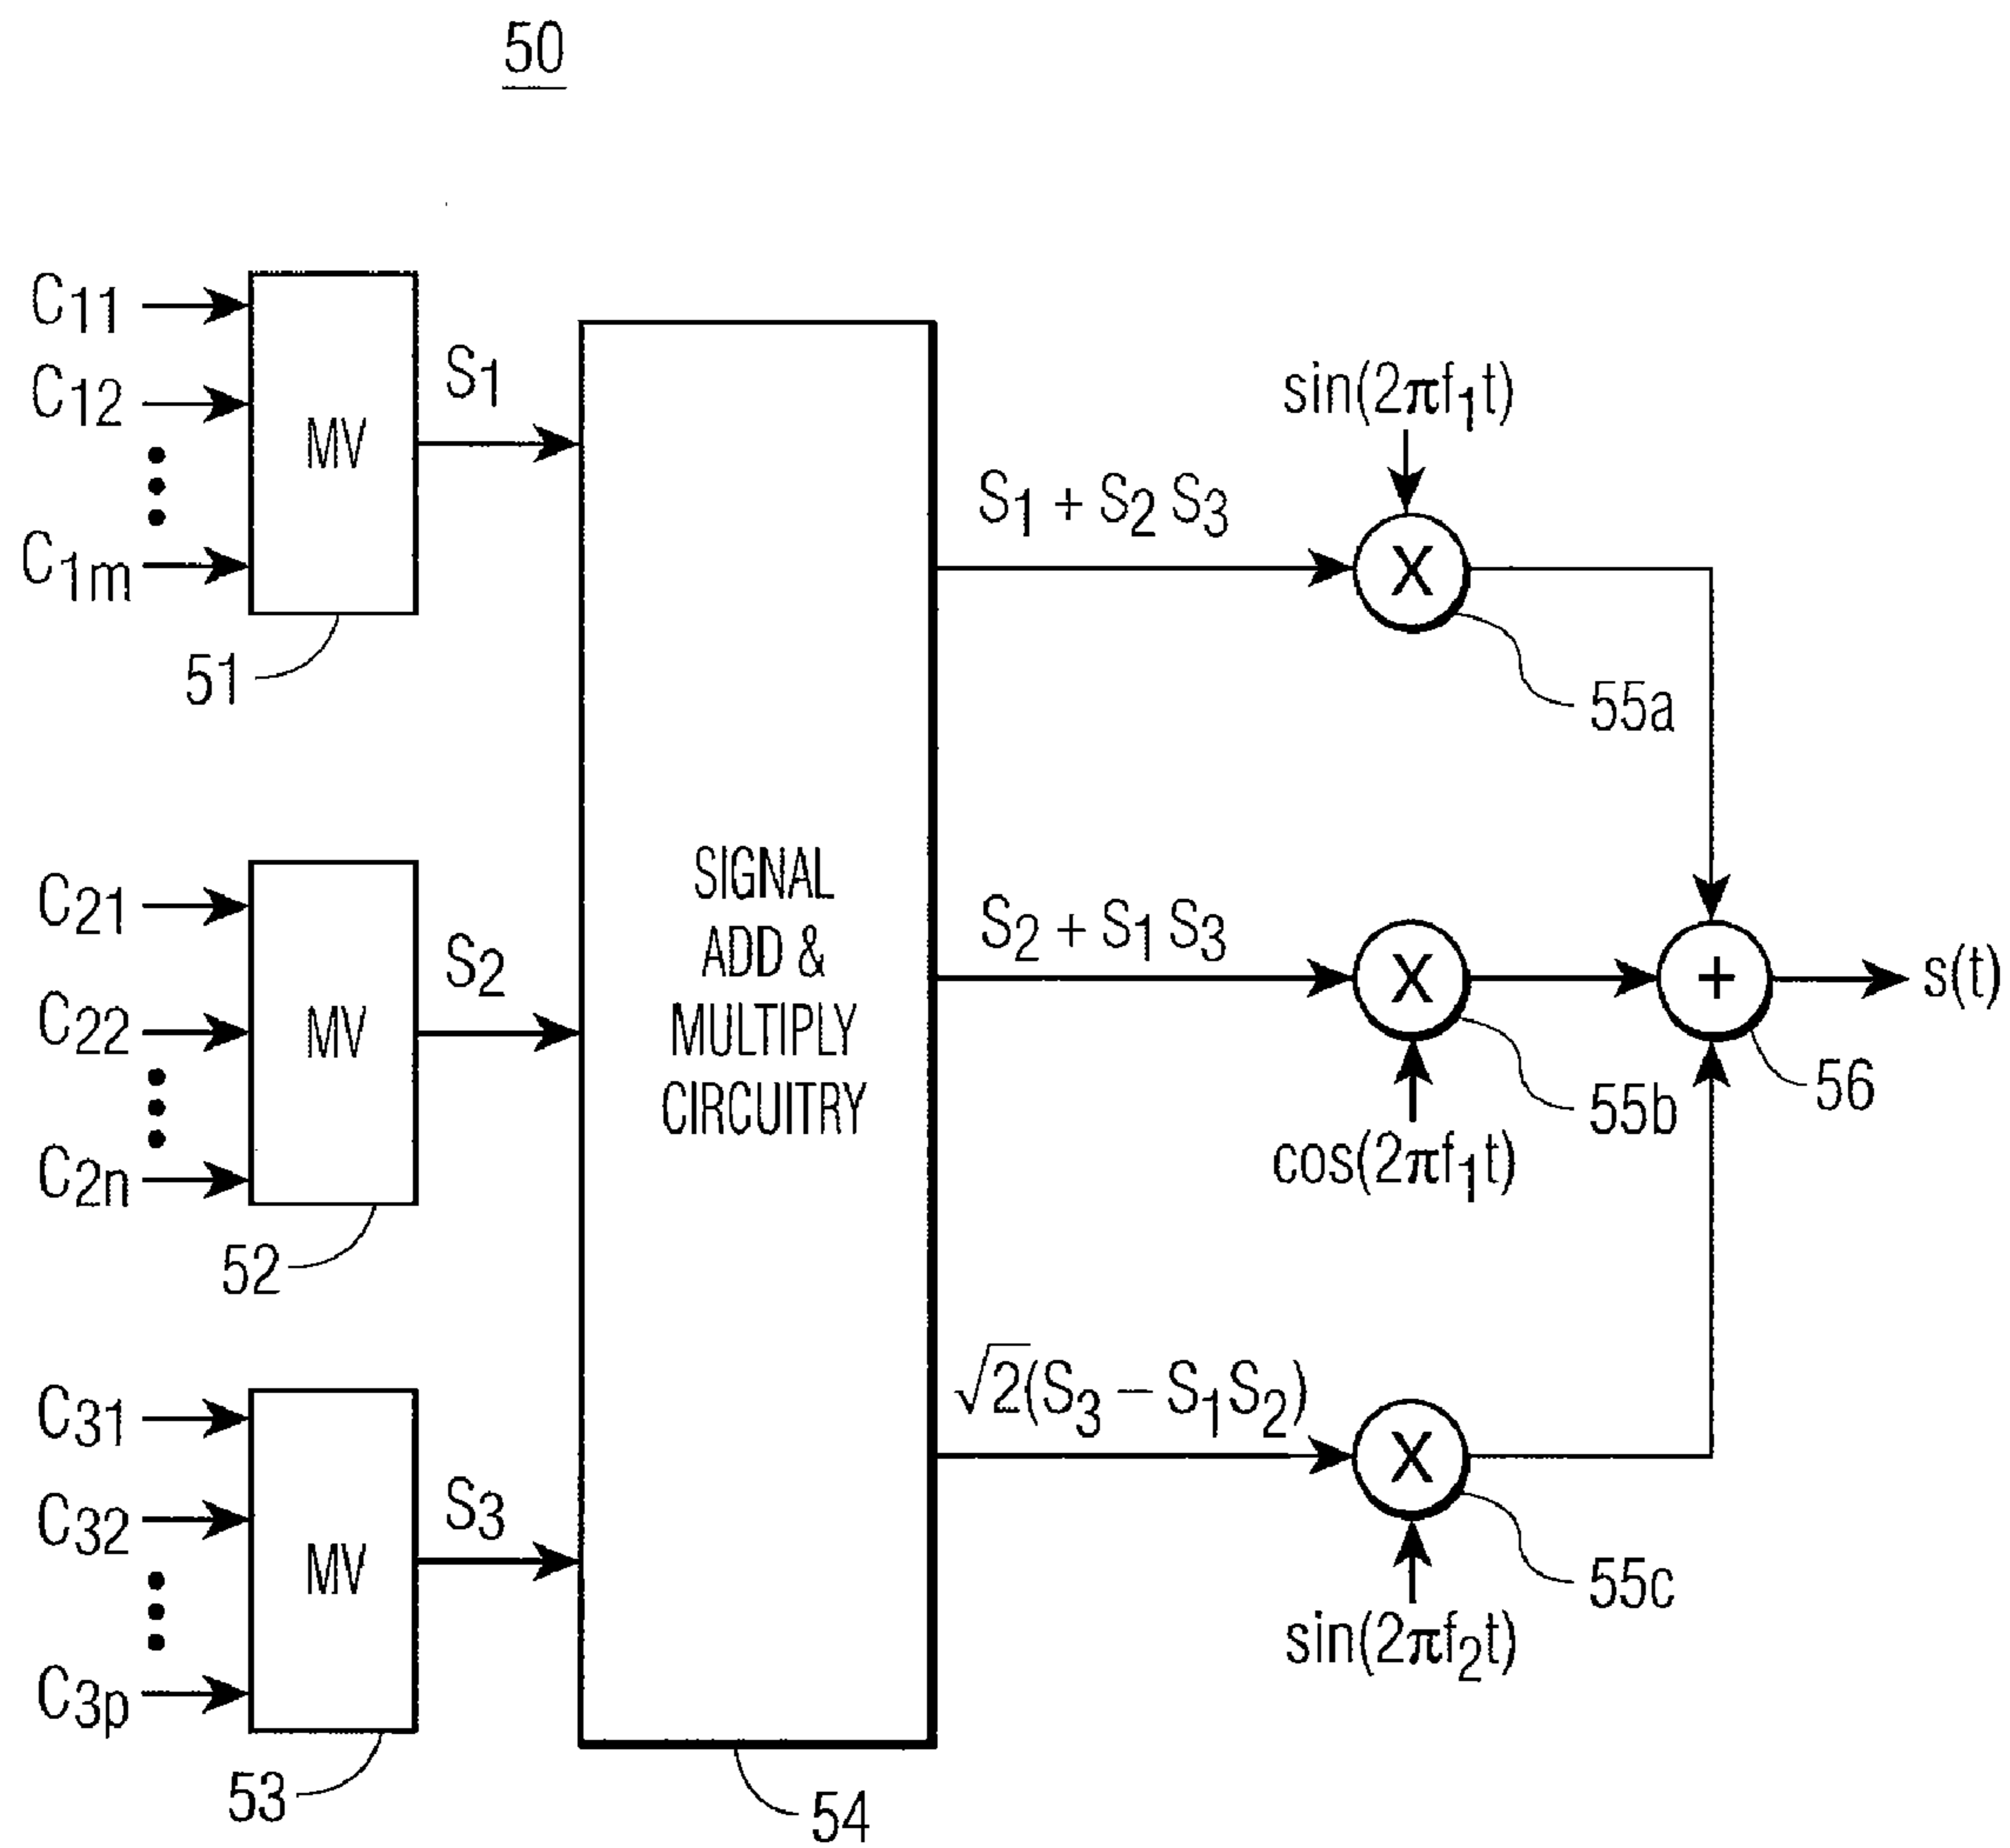 50
C11
C12
C1m
MV
S1
51
C21
C22
C2n
MV
S2
52
C31
C32
C3p
MV
S3
53
SIGNAL
ADD &
MULTIPLY
CIRCUITRY
54
S1 + S2 S3
sin(2πf1t)
55a
S2 + S1 S3
cos(2πf1t)
55b
√2(S3 − S1S2)
sin(2πf2t)
55c
+
56
s(t)